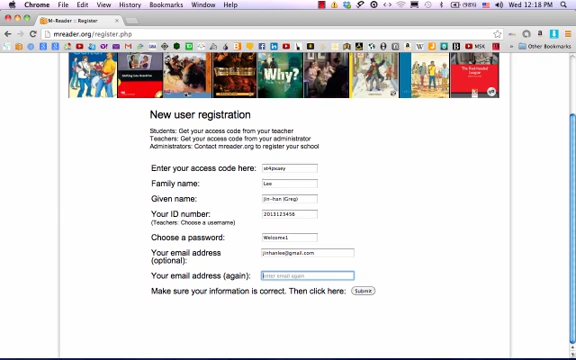 Chrome File Edit View History Bookmarks Window Help
Wed 12:18 PM
M-Reader :: Register
mreader.org/register.php
MSK Other Bookmarks
Why?
New user registration
Students: Get your access code from your teacher
Teachers: Get your access code from your administrator
Administrators: Contact mreader.org to register your school
Enter your access code here:
Family name: Lee
Given name: Jin-han (Greg)
Your ID number: 2013123456
(Teachers: Choose a username)
Choose a password: Welcome1
Your email address jinhanlee@gmail.com
(optional):
Your email address (again): Enter email again
Make sure your information is correct. Then click here: Submit